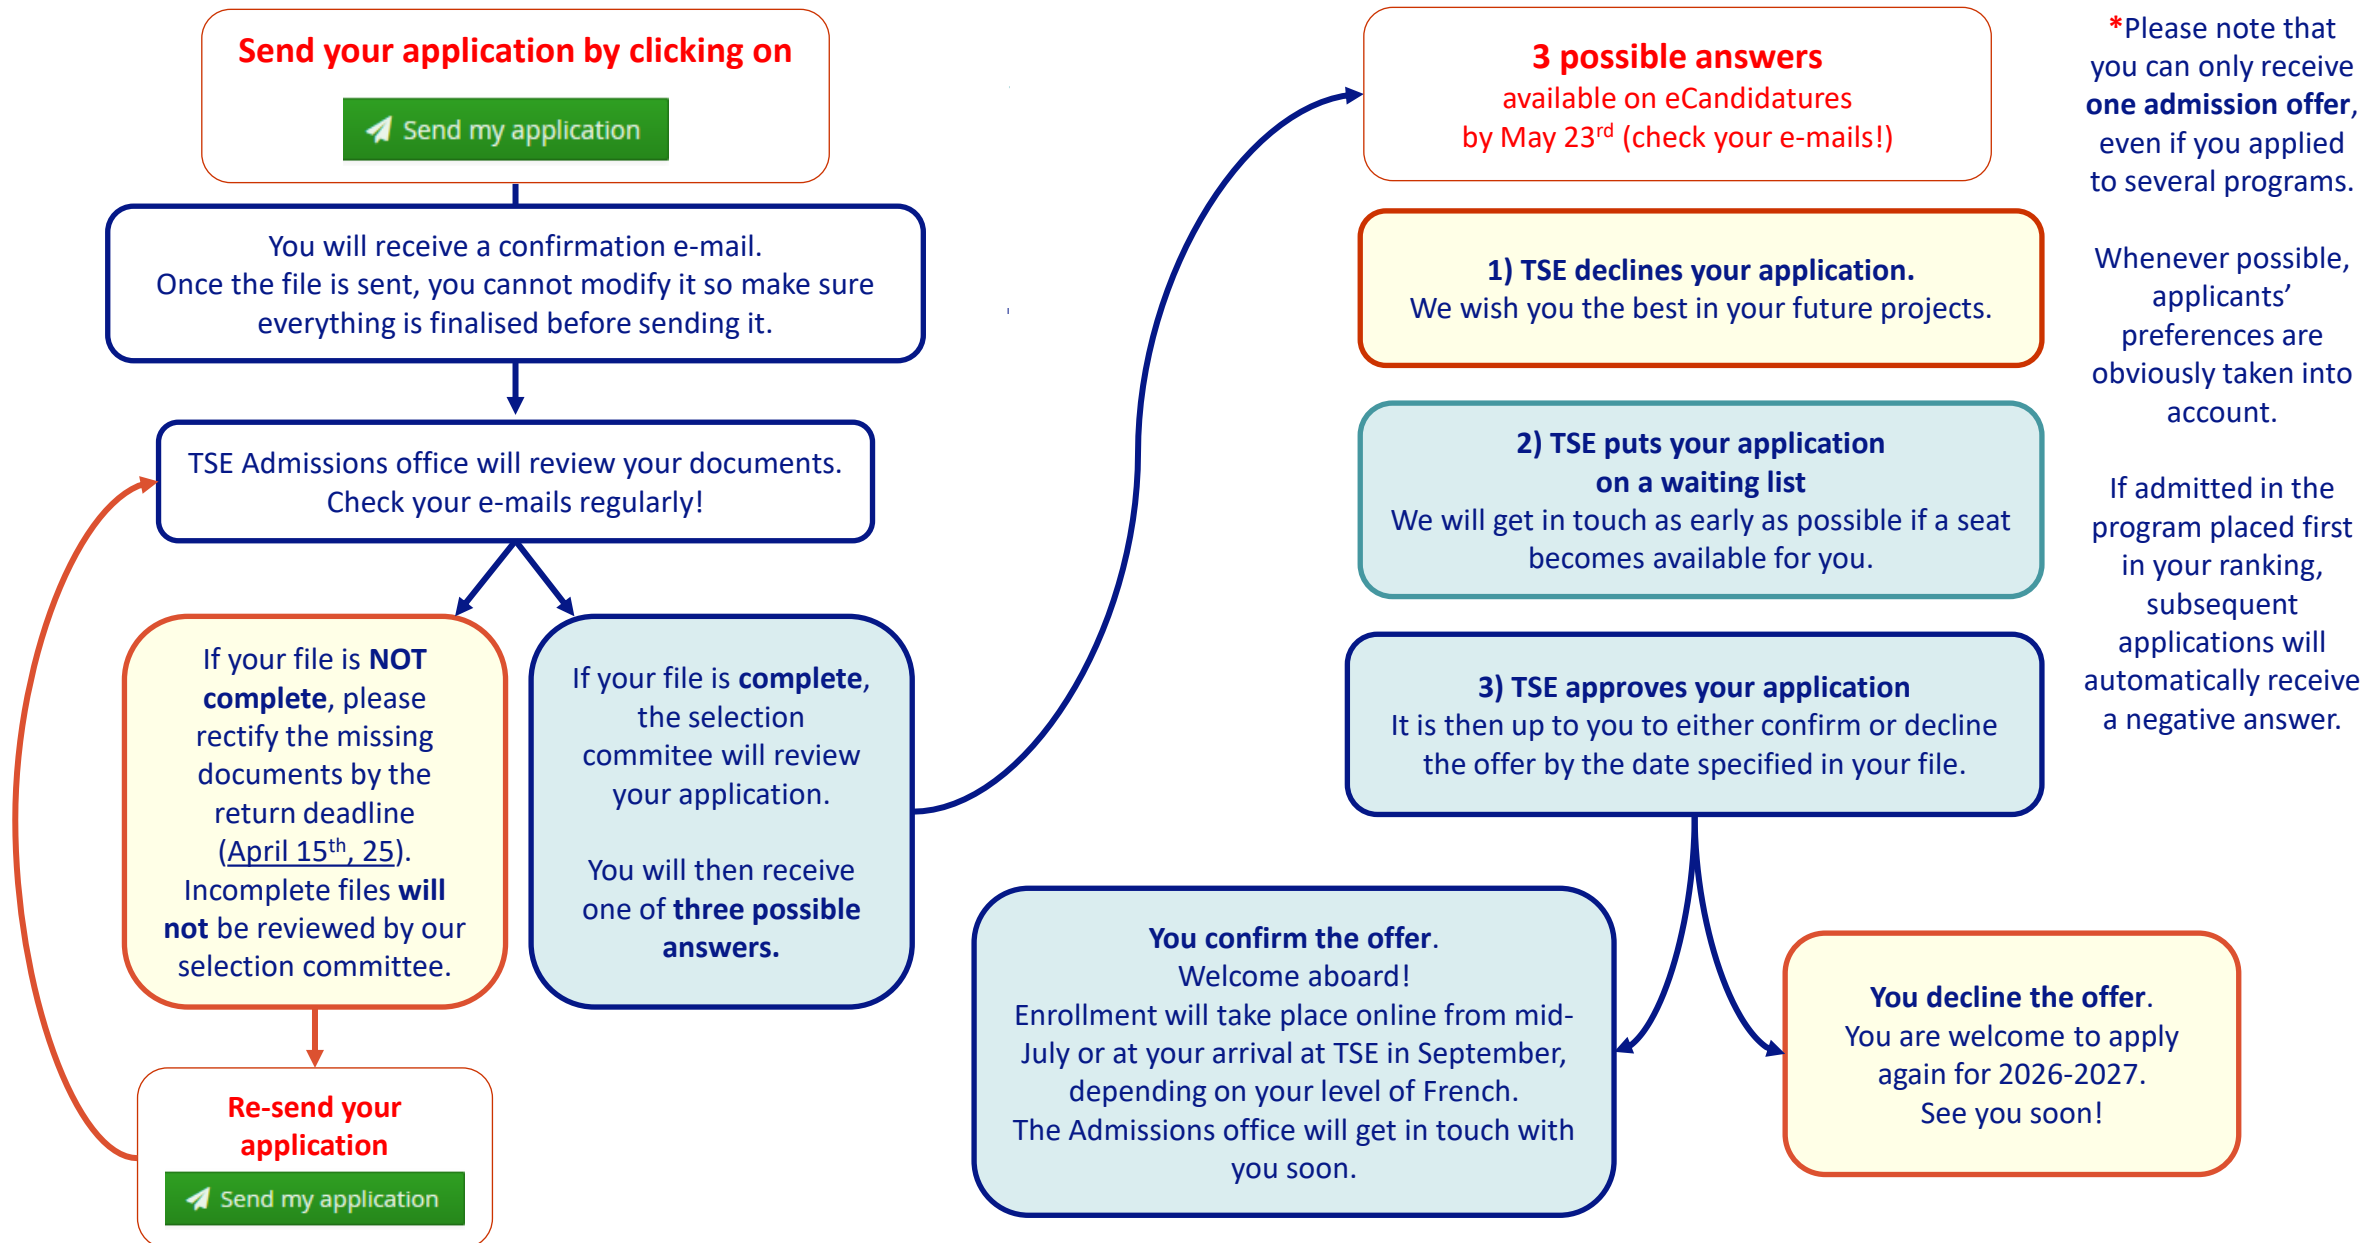 Send your application by clicking on
Send my application
You will receive a confirmation e-mail.
Once the file is sent, you cannot modify it so make sure
everything is finalised before sending it.
TSE Admissions office will review your documents.
Check your e-mails regularly!
If your file is NOT
complete, please
rectify the missing
documents by the
return deadline
(April 15th, 25).
Incomplete files will
not be reviewed by our
selection committee.
Re-send your
application
Send my application
If your file is complete,
the selection
commitee will review
your application.
You will then receive
one of three possible
answers.
3 possible answers
available on eCandidatures
by May 23rd (check your e-mails!)
1) TSE declines your application.
We wish you the best in your future projects.
2) TSE puts your application
on a waiting list
We will get in touch as early as possible if a seat
becomes available for you.
3) TSE approves your application
It is then up to you to either confirm or decline
the offer by the date specified in your file.
You confirm the offer.
Welcome aboard!
Enrollment will take place online from mid-
July or at your arrival at TSE in September,
depending on your level of French.
The Admissions office will get in touch with
you soon.
You decline the offer.
You are welcome to apply
again for 2026-2027.
See you soon!
*Please note that
you can only receive
one admission offer,
even if you applied
to several programs.
Whenever possible,
applicants’
preferences are
obviously taken into
account.
If admitted in the
program placed first
in your ranking,
subsequent
applications will
automatically receive
a negative answer.